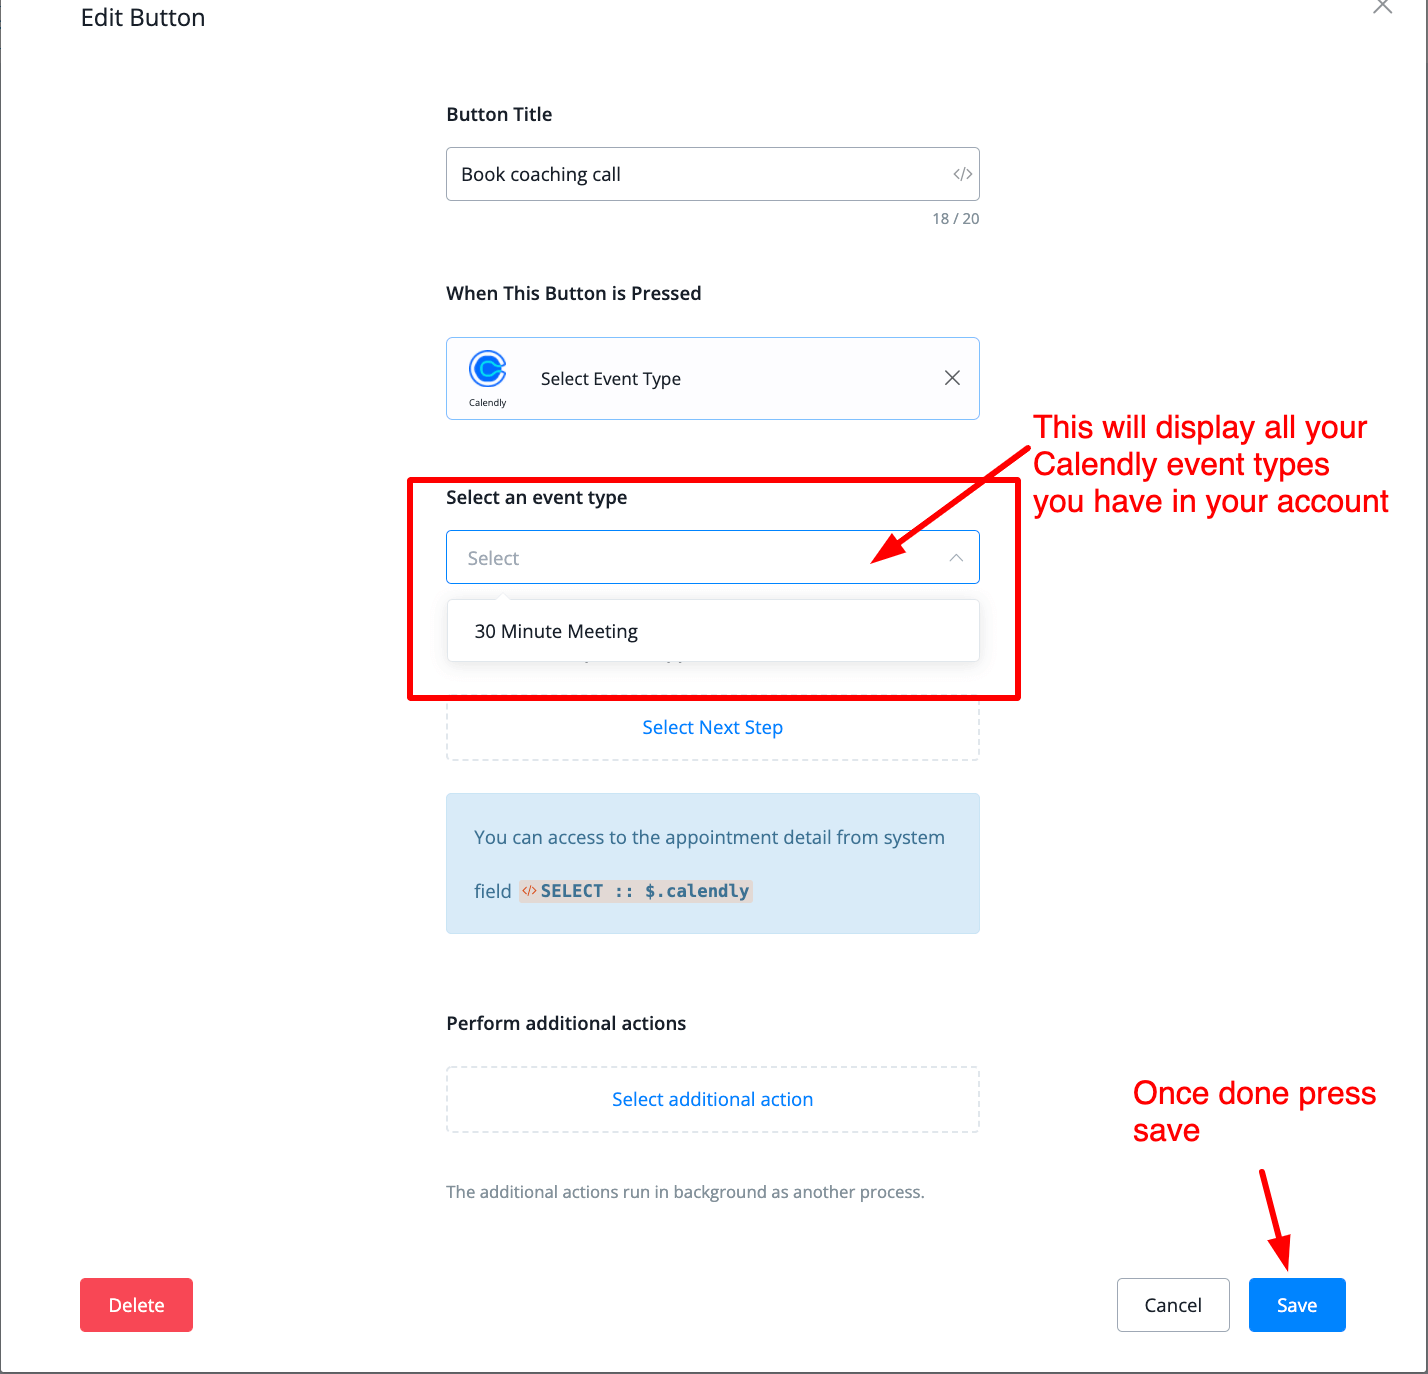 Edit Button
Button Title
Book coaching call
</>
18 / 20
When This Button is Pressed
Calendly
Select Event Type
This will display all your
Calendly event types
you have in your account
Select an event type
Select
30 Minute Meeting
Select Next Step
You can access to the appointment detail from system
field </> SELECT :: $.calendly
Perform additional actions
Select additional action
Once done press
save
The additional actions run in background as another process.
Delete
Cancel
Save